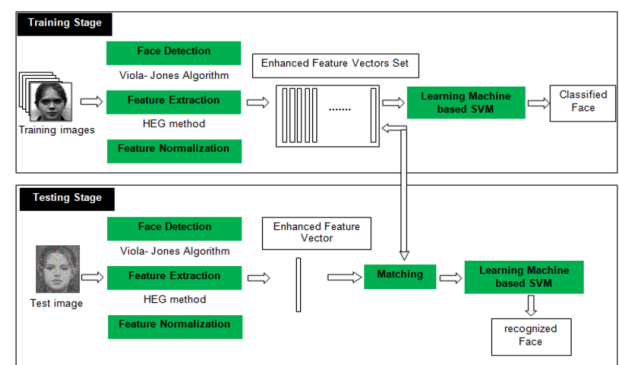 Training Stage
Face Detection
Viola- Jones Algorithm
Feature Extraction
HEG method
Feature Normalization
Training images
Enhanced Feature Vectors Set
.......
Learning Machine
based SVM
Classified
Face
Testing Stage
Face Detection
Viola- Jones Algorithm
Feature Extraction
HEG method
Feature Normalization
Test image
Enhanced Feature
Vector
Matching
Learning Machine
based SVM
recognized
Face